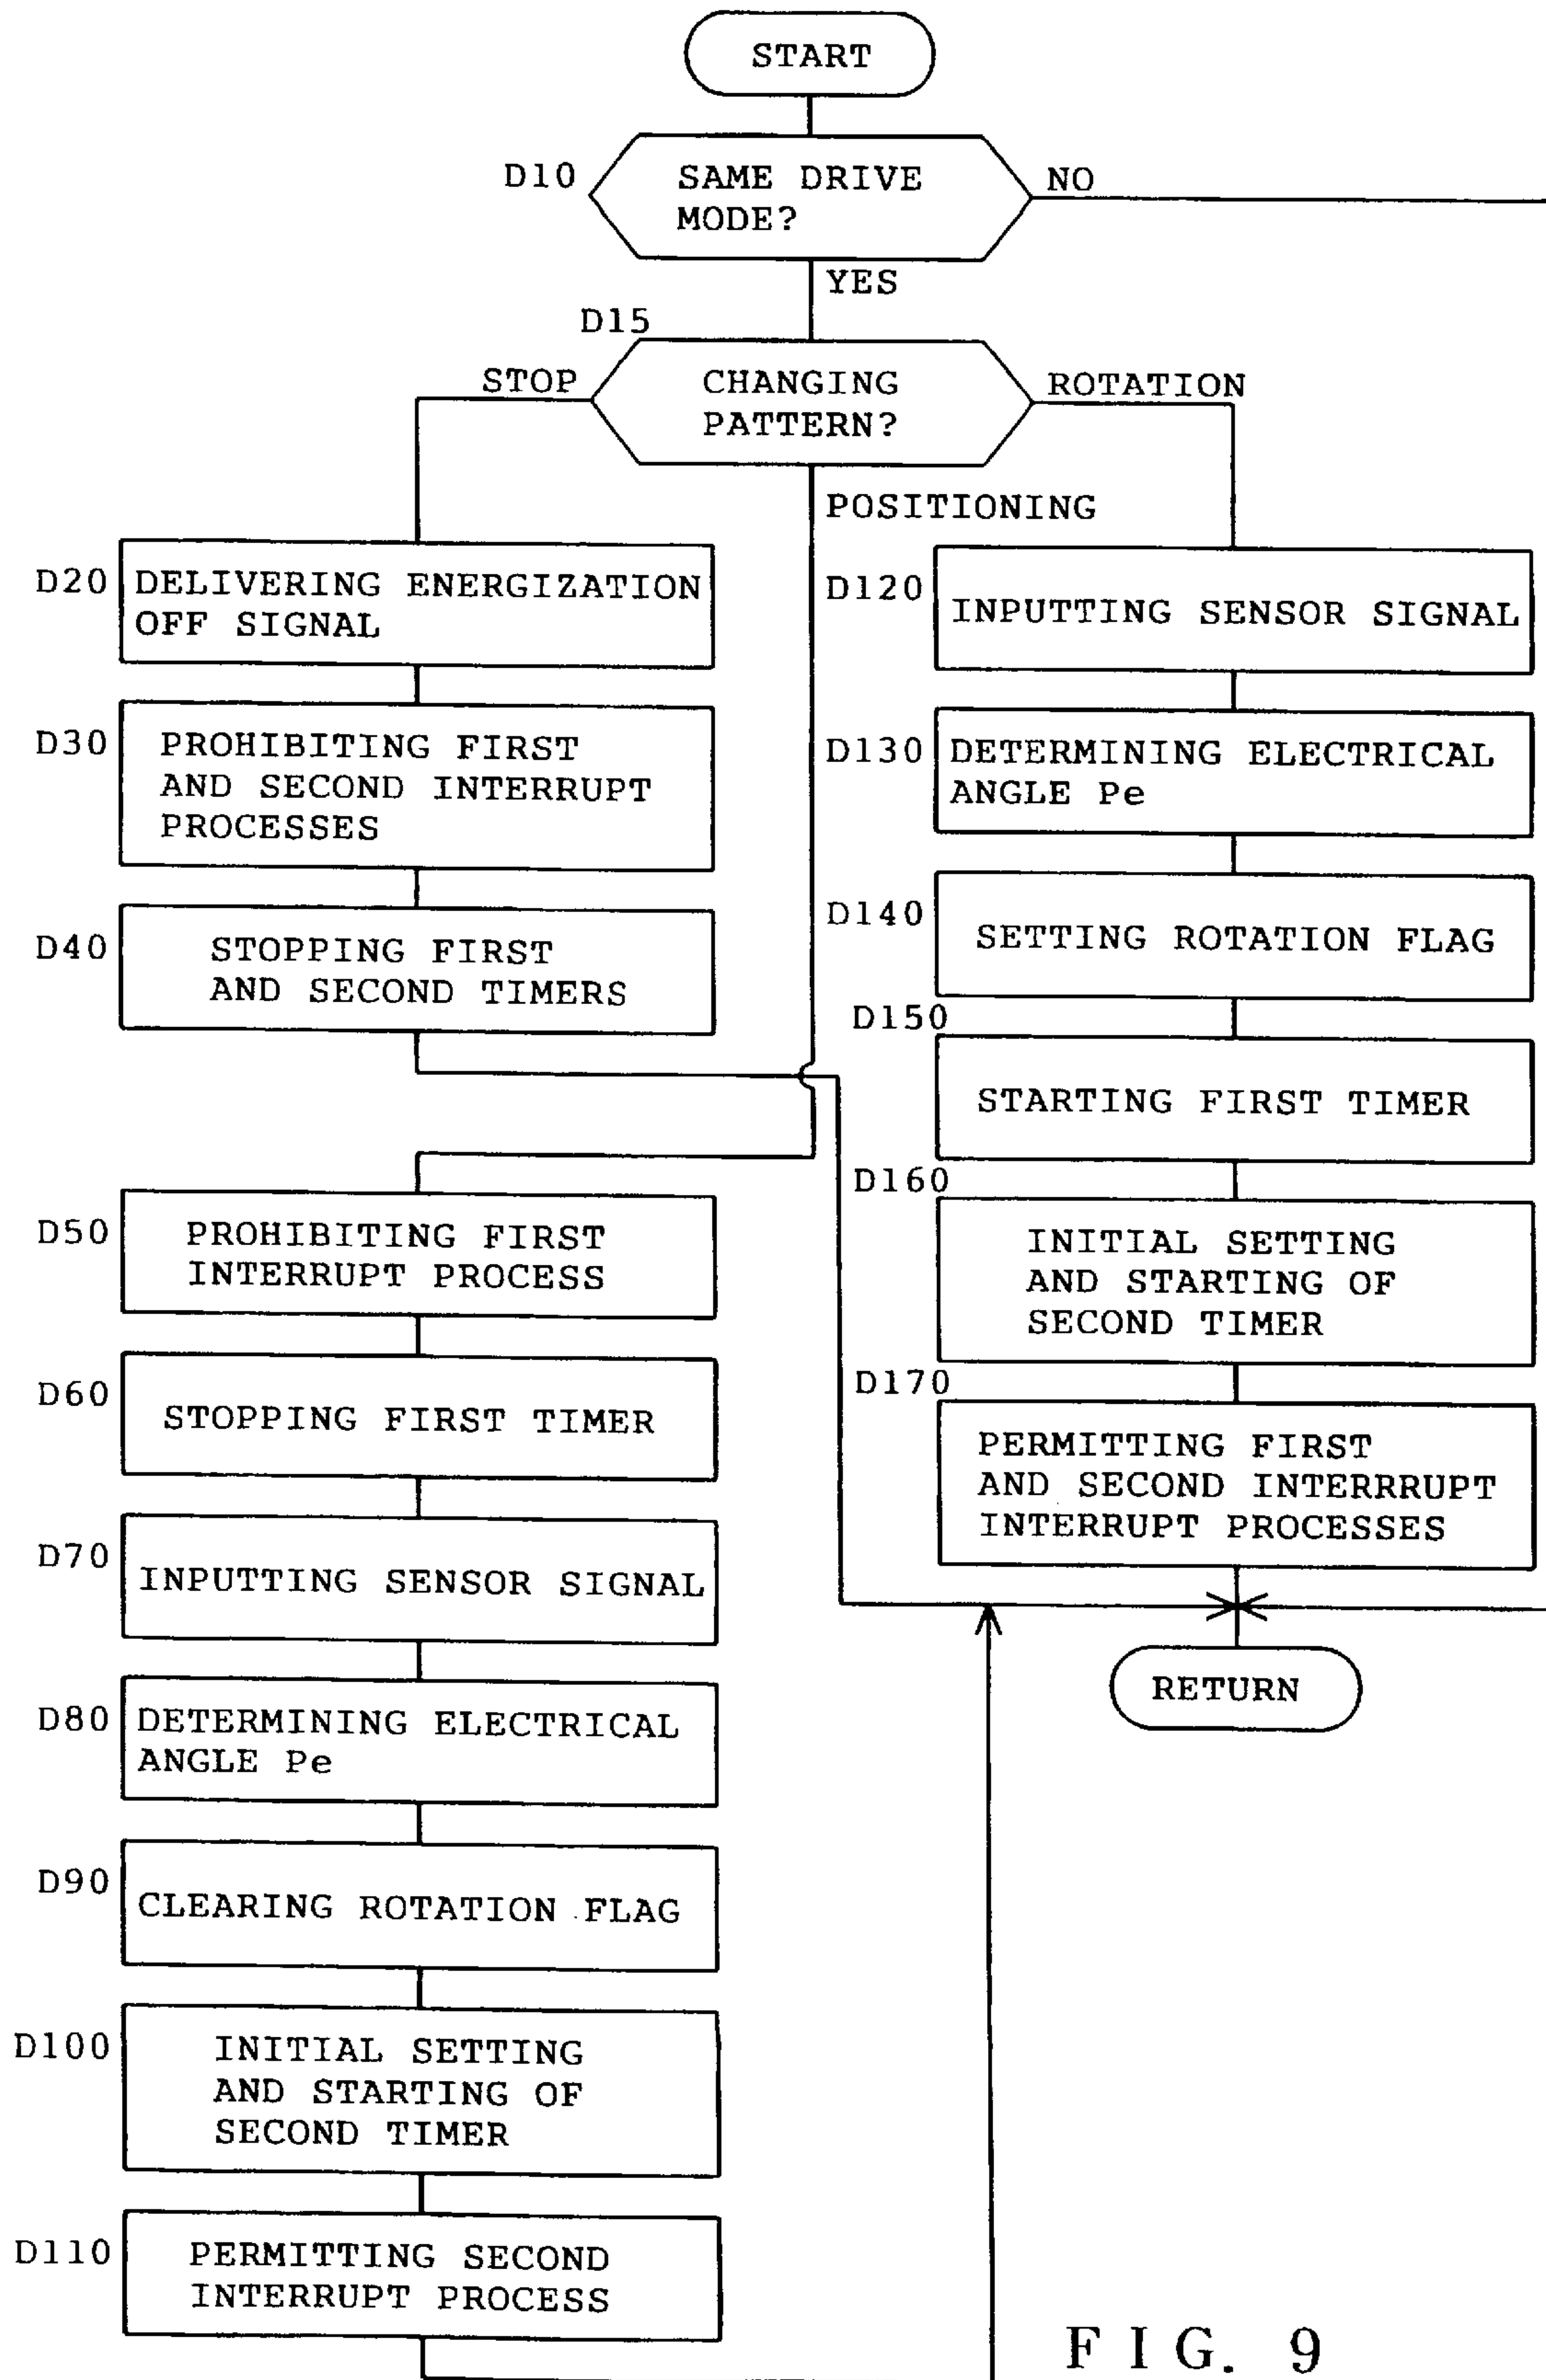 START
D10
SAME DRIVE
MODE?
NO
YES
D15
STOP
CHANGING
PATTERN?
ROTATION
POSITIONING
D20
DELIVERING ENERGIZATION
OFF SIGNAL
D30
PROHIBITING FIRST
AND SECOND INTERRUPT
PROCESSES
D40
STOPPING FIRST
AND SECOND TIMERS
D50
PROHIBITING FIRST
INTERRUPT PROCESS
D60
STOPPING FIRST TIMER
D70
INPUTTING SENSOR SIGNAL
D80
DETERMINING ELECTRICAL
ANGLE Pe
D90
CLEARING ROTATION FLAG
D100
INITIAL SETTING
AND STARTING OF
SECOND TIMER
D110
PERMITTING SECOND
INTERRUPT PROCESS
D120
INPUTTING SENSOR SIGNAL
D130
DETERMINING ELECTRICAL
ANGLE Pe
D140
SETTING ROTATION FLAG
D150
STARTING FIRST TIMER
D160
INITIAL SETTING
AND STARTING OF
SECOND TIMER
D170
PERMITTING FIRST
AND SECOND INTERRRUPT
INTERRUPT PROCESSES
RETURN
FIG. 9